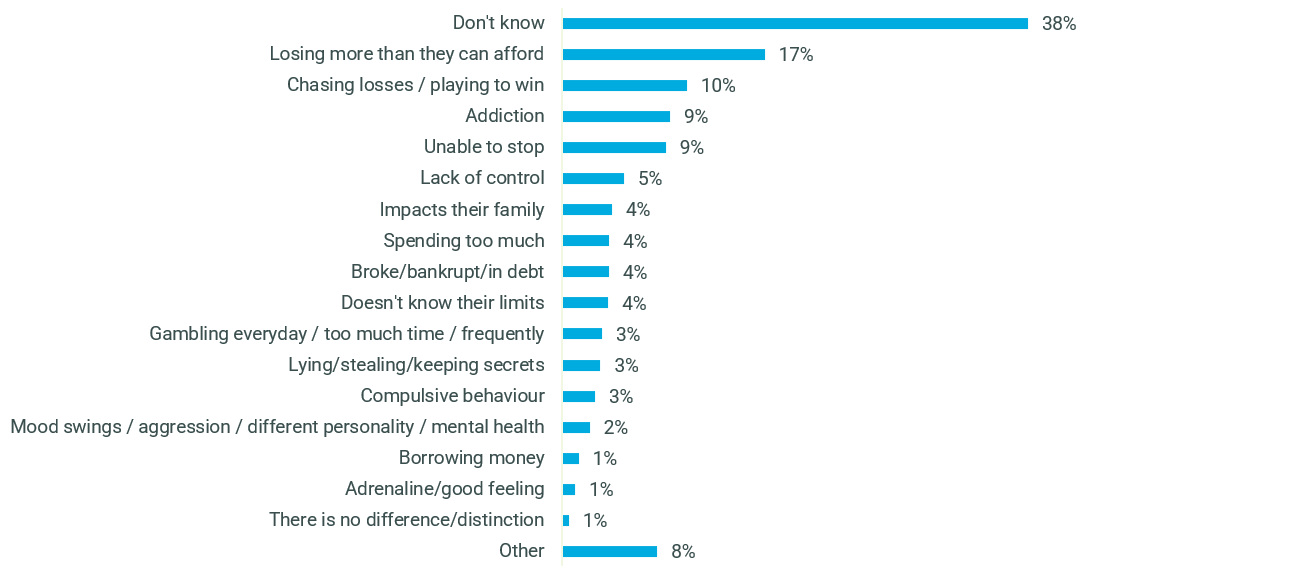 Don't know 38%
Losing more than they can afford 17%
Chasing losses / playing to win 10%
Addiction 9%
Unable to stop 9%
Lack of control 5%
Impacts their family 4%
Spending too much 4%
Broke/bankrupt/in debt 4%
Doesn't know their limits 4%
Gambling everyday / too much time / frequently 3%
Lying/stealing/keeping secrets 3%
Compulsive behaviour 3%
Mood swings / aggression / different personality / mental health 2%
Borrowing money 1%
Adrenaline/good feeling 1%
There is no difference/distinction 1%
Other 8%